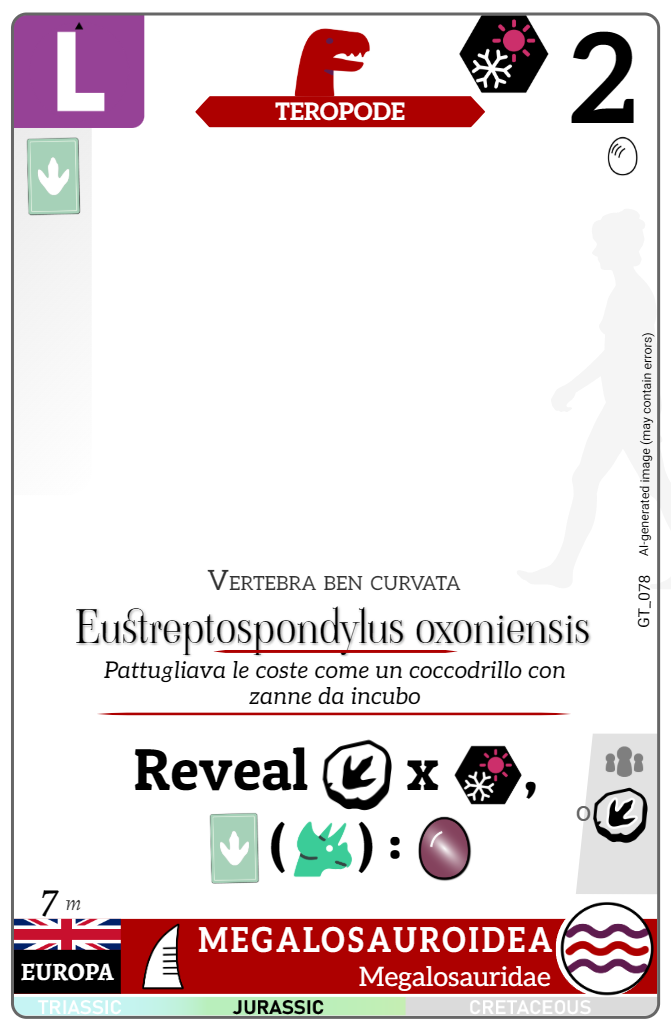 L
TEROPODE
2
AI-generated image (may contain errors)
GT_078
Vertebra ben curvata
Eustreptospondylus oxoniensis
Pattugliava le coste come un coccodrillo con
zanne da incubo
Reveal x ,
( ) :
o
7 m
EUROPA
MEGALOSAUROIDEA
Megalosauridae
TRIASSIC JURASSIC CRETACEOUS